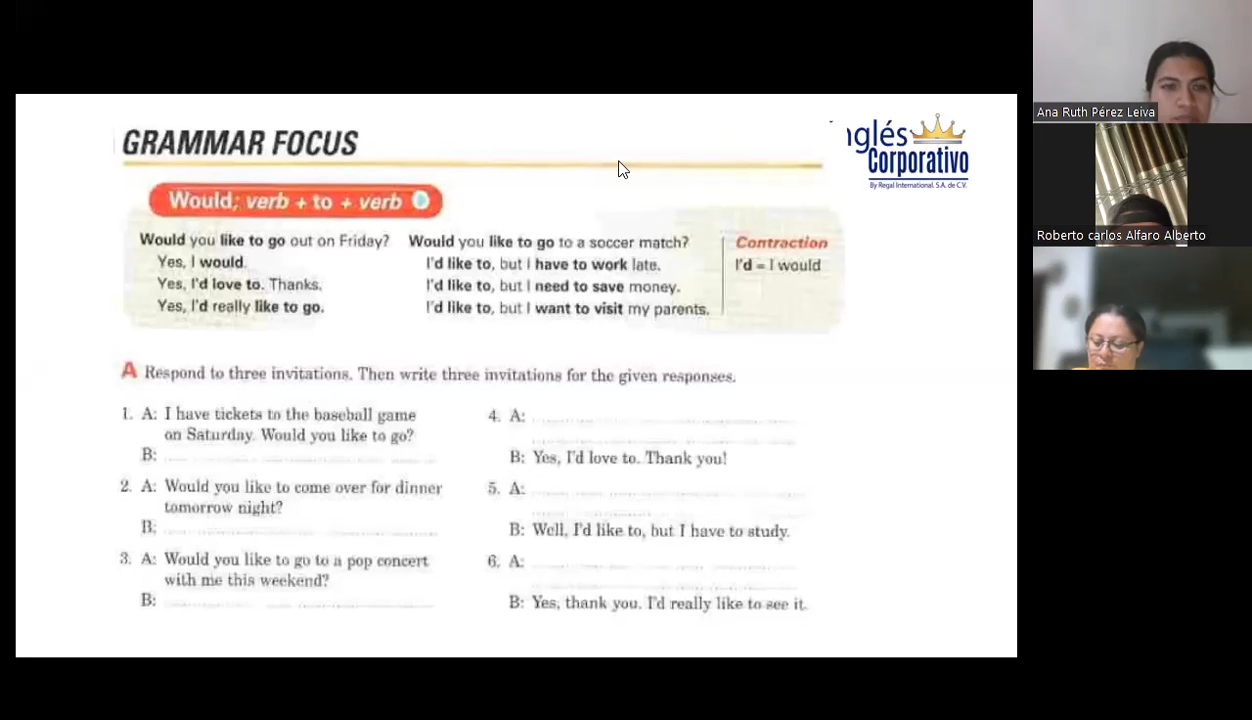 GRAMMAR FOCUS
nglés
Corporativo
By Regal International. S.A. de C.V.
Would; verb + to + verb
Would you like to go out on Friday?
Yes, I would.
Yes, I'd love to. Thanks.
Yes, I'd really like to go.
Would you like to go to a soccer match?
I'd like to, but I have to work late.
I'd like to, but I need to save money.
I'd like to, but I want to visit my parents.
Contraction
I'd = I would
A Respond to three invitations. Then write three invitations for the given responses.
1. A: I have tickets to the baseball game
on Saturday. Would you like to go?
B:
2. A: Would you like to come over for dinner
tomorrow night?
B:
3. A: Would you like to go to a pop concert
with me this weekend?
B:
4. A:
B: Yes, I'd love to. Thank you!
5. A:
B: Well, I'd like to, but I have to study.
6. A:
B: Yes, thank you. I'd really like to see it.
Ana Ruth Pérez Leiva
Roberto carlos Alfaro Alberto